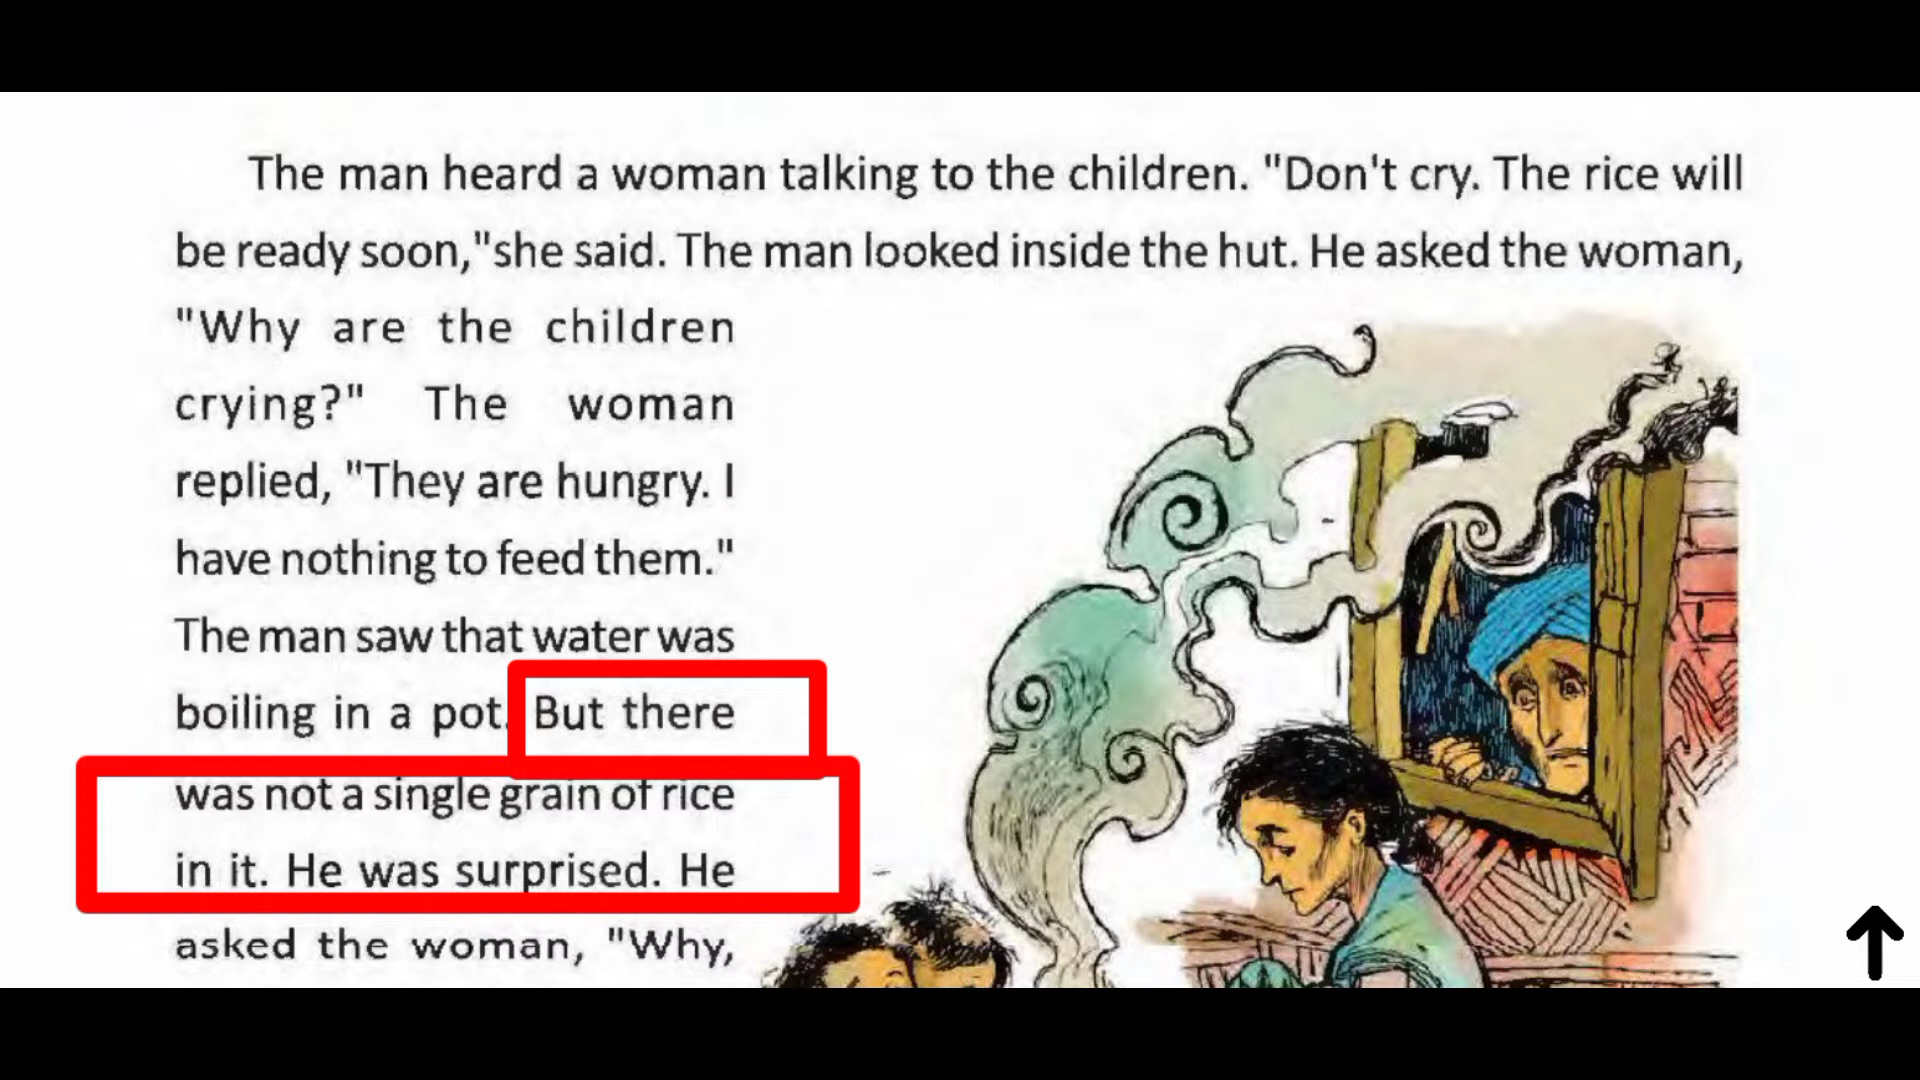 The man heard a woman talking to the children. "Don't cry. The rice will
be ready soon,"she said. The man looked inside the hut. He asked the woman,
"Why are the children
crying?" The woman
replied, "They are hungry. I
have nothing to feed them."
The man saw that water was
boiling in a pot. But there
was not a single grain of rice
in it. He was surprised. He
asked the woman, "Why,